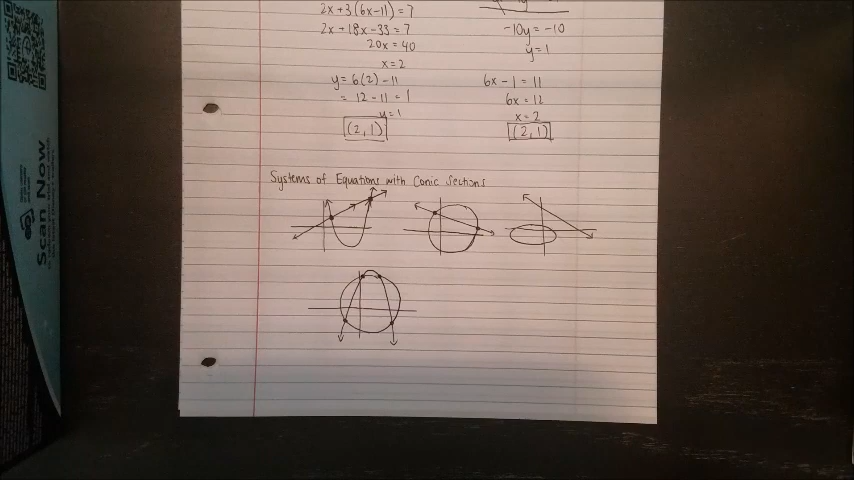 2x+3(6x-11)=7
2x+18x-33=7
20x=40
x=2
y=6(2)-11
=12-11=1
y=1
(2,1)
-10y=-10
y=1
6x-1=11
6x=12
x=2
(2,1)
Systems of Equations with Conic Sections
Scan Now